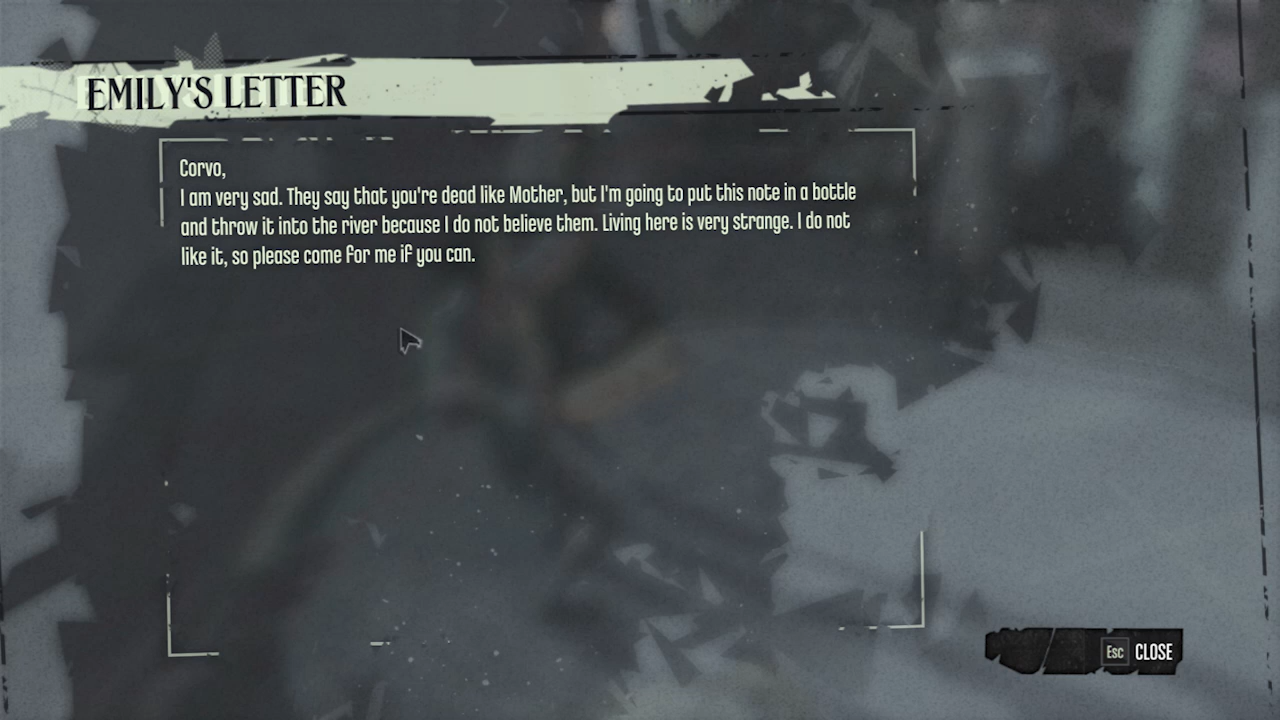 EMILY'S LETTER
Corvo,
I am very sad. They say that you're dead like Mother, but I'm going to put this note in a bottle
and throw it into the river because I do not believe them. Living here is very strange. I do not
like it, so please come for me if you can.
Esc CLOSE